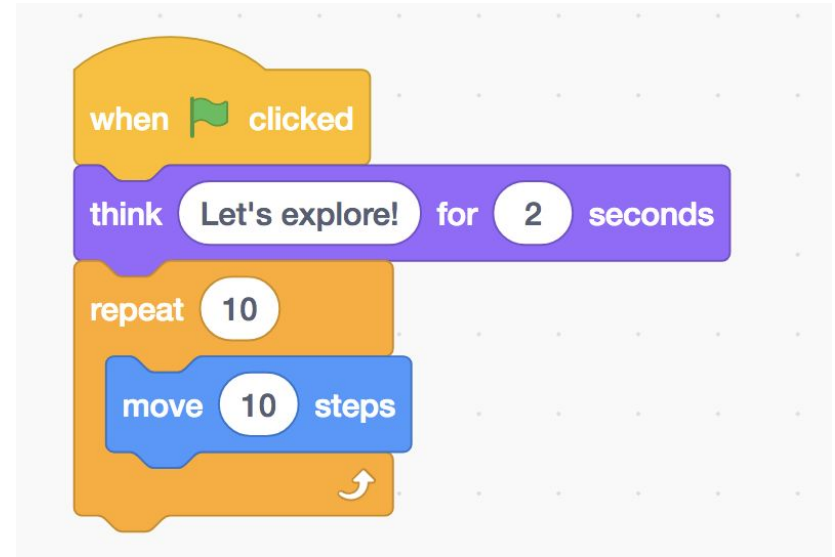 when clicked
think Let's explore! for 2 seconds
repeat 10
move 10 steps